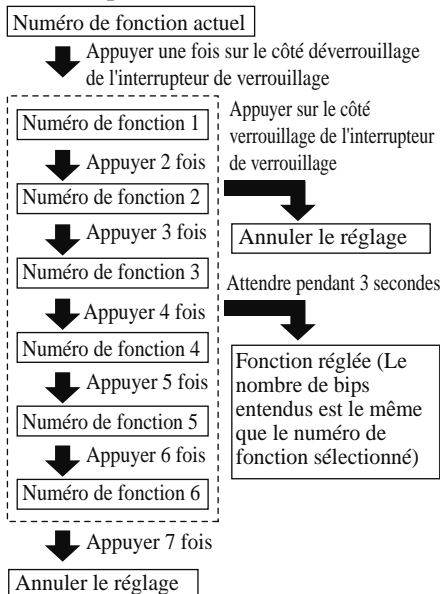 Numéro de fonction actuel
Appuyer une fois sur le côté déverrouillage
de l'interrupteur de verrouillage
Numéro de fonction 1
Appuyer 2 fois
Numéro de fonction 2
Appuyer 3 fois
Numéro de fonction 3
Appuyer 4 fois
Numéro de fonction 4
Appuyer 5 fois
Numéro de fonction 5
Appuyer 6 fois
Numéro de fonction 6
Appuyer 7 fois
Annuler le réglage
Appuyer sur le côté
verrouillage de l'interrupteur
de verrouillage
Annuler le réglage
Attendre pendant 3 secondes
Fonction réglée (Le
nombre de bips
entendus est le même
que le numéro de
fonction sélectionné)